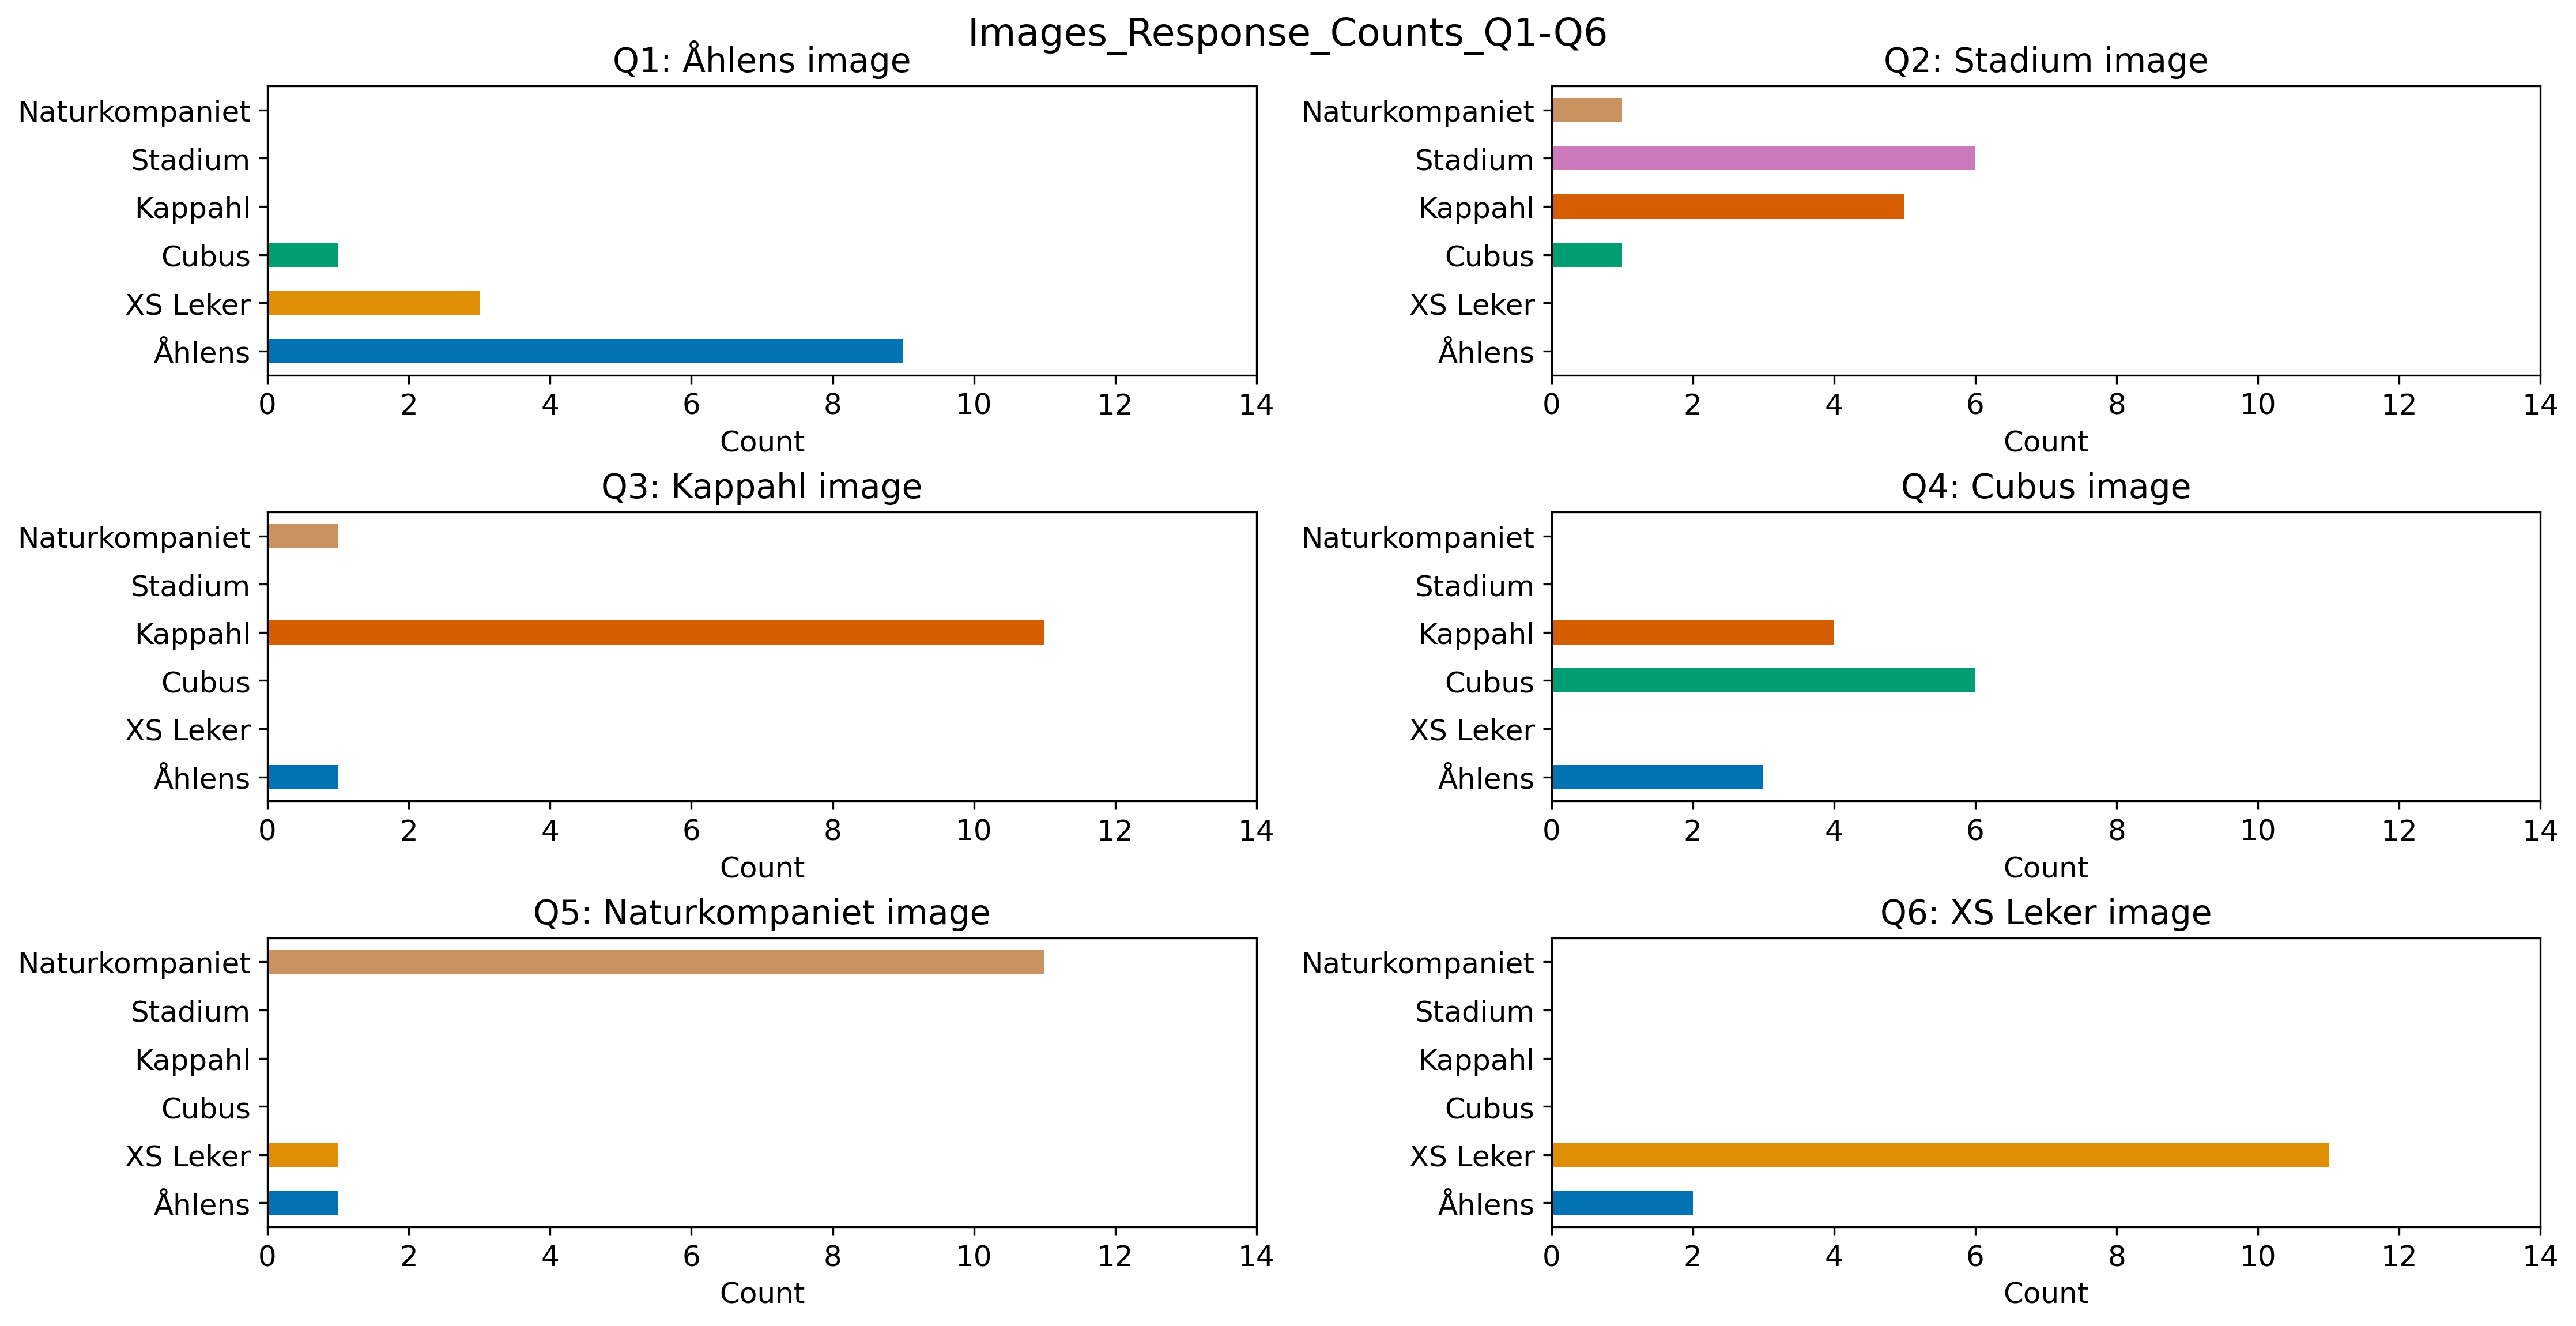 Images_Response_Counts_Q1-Q6
Q1: Åhlens image
Naturkompaniet
Stadium
Kappahl
Cubus
XS Leker
Åhlens
0 2 4 6 8 10 12 14
Count
Q2: Stadium image
Naturkompaniet
Stadium
Kappahl
Cubus
XS Leker
Åhlens
0 2 4 6 8 10 12 14
Count
Q3: Kappahl image
Naturkompaniet
Stadium
Kappahl
Cubus
XS Leker
Åhlens
0 2 4 6 8 10 12 14
Count
Q4: Cubus image
Naturkompaniet
Stadium
Kappahl
Cubus
XS Leker
Åhlens
0 2 4 6 8 10 12 14
Count
Q5: Naturkompaniet image
Naturkompaniet
Stadium
Kappahl
Cubus
XS Leker
Åhlens
0 2 4 6 8 10 12 14
Count
Q6: XS Leker image
Naturkompaniet
Stadium
Kappahl
Cubus
XS Leker
Åhlens
0 2 4 6 8 10 12 14
Count